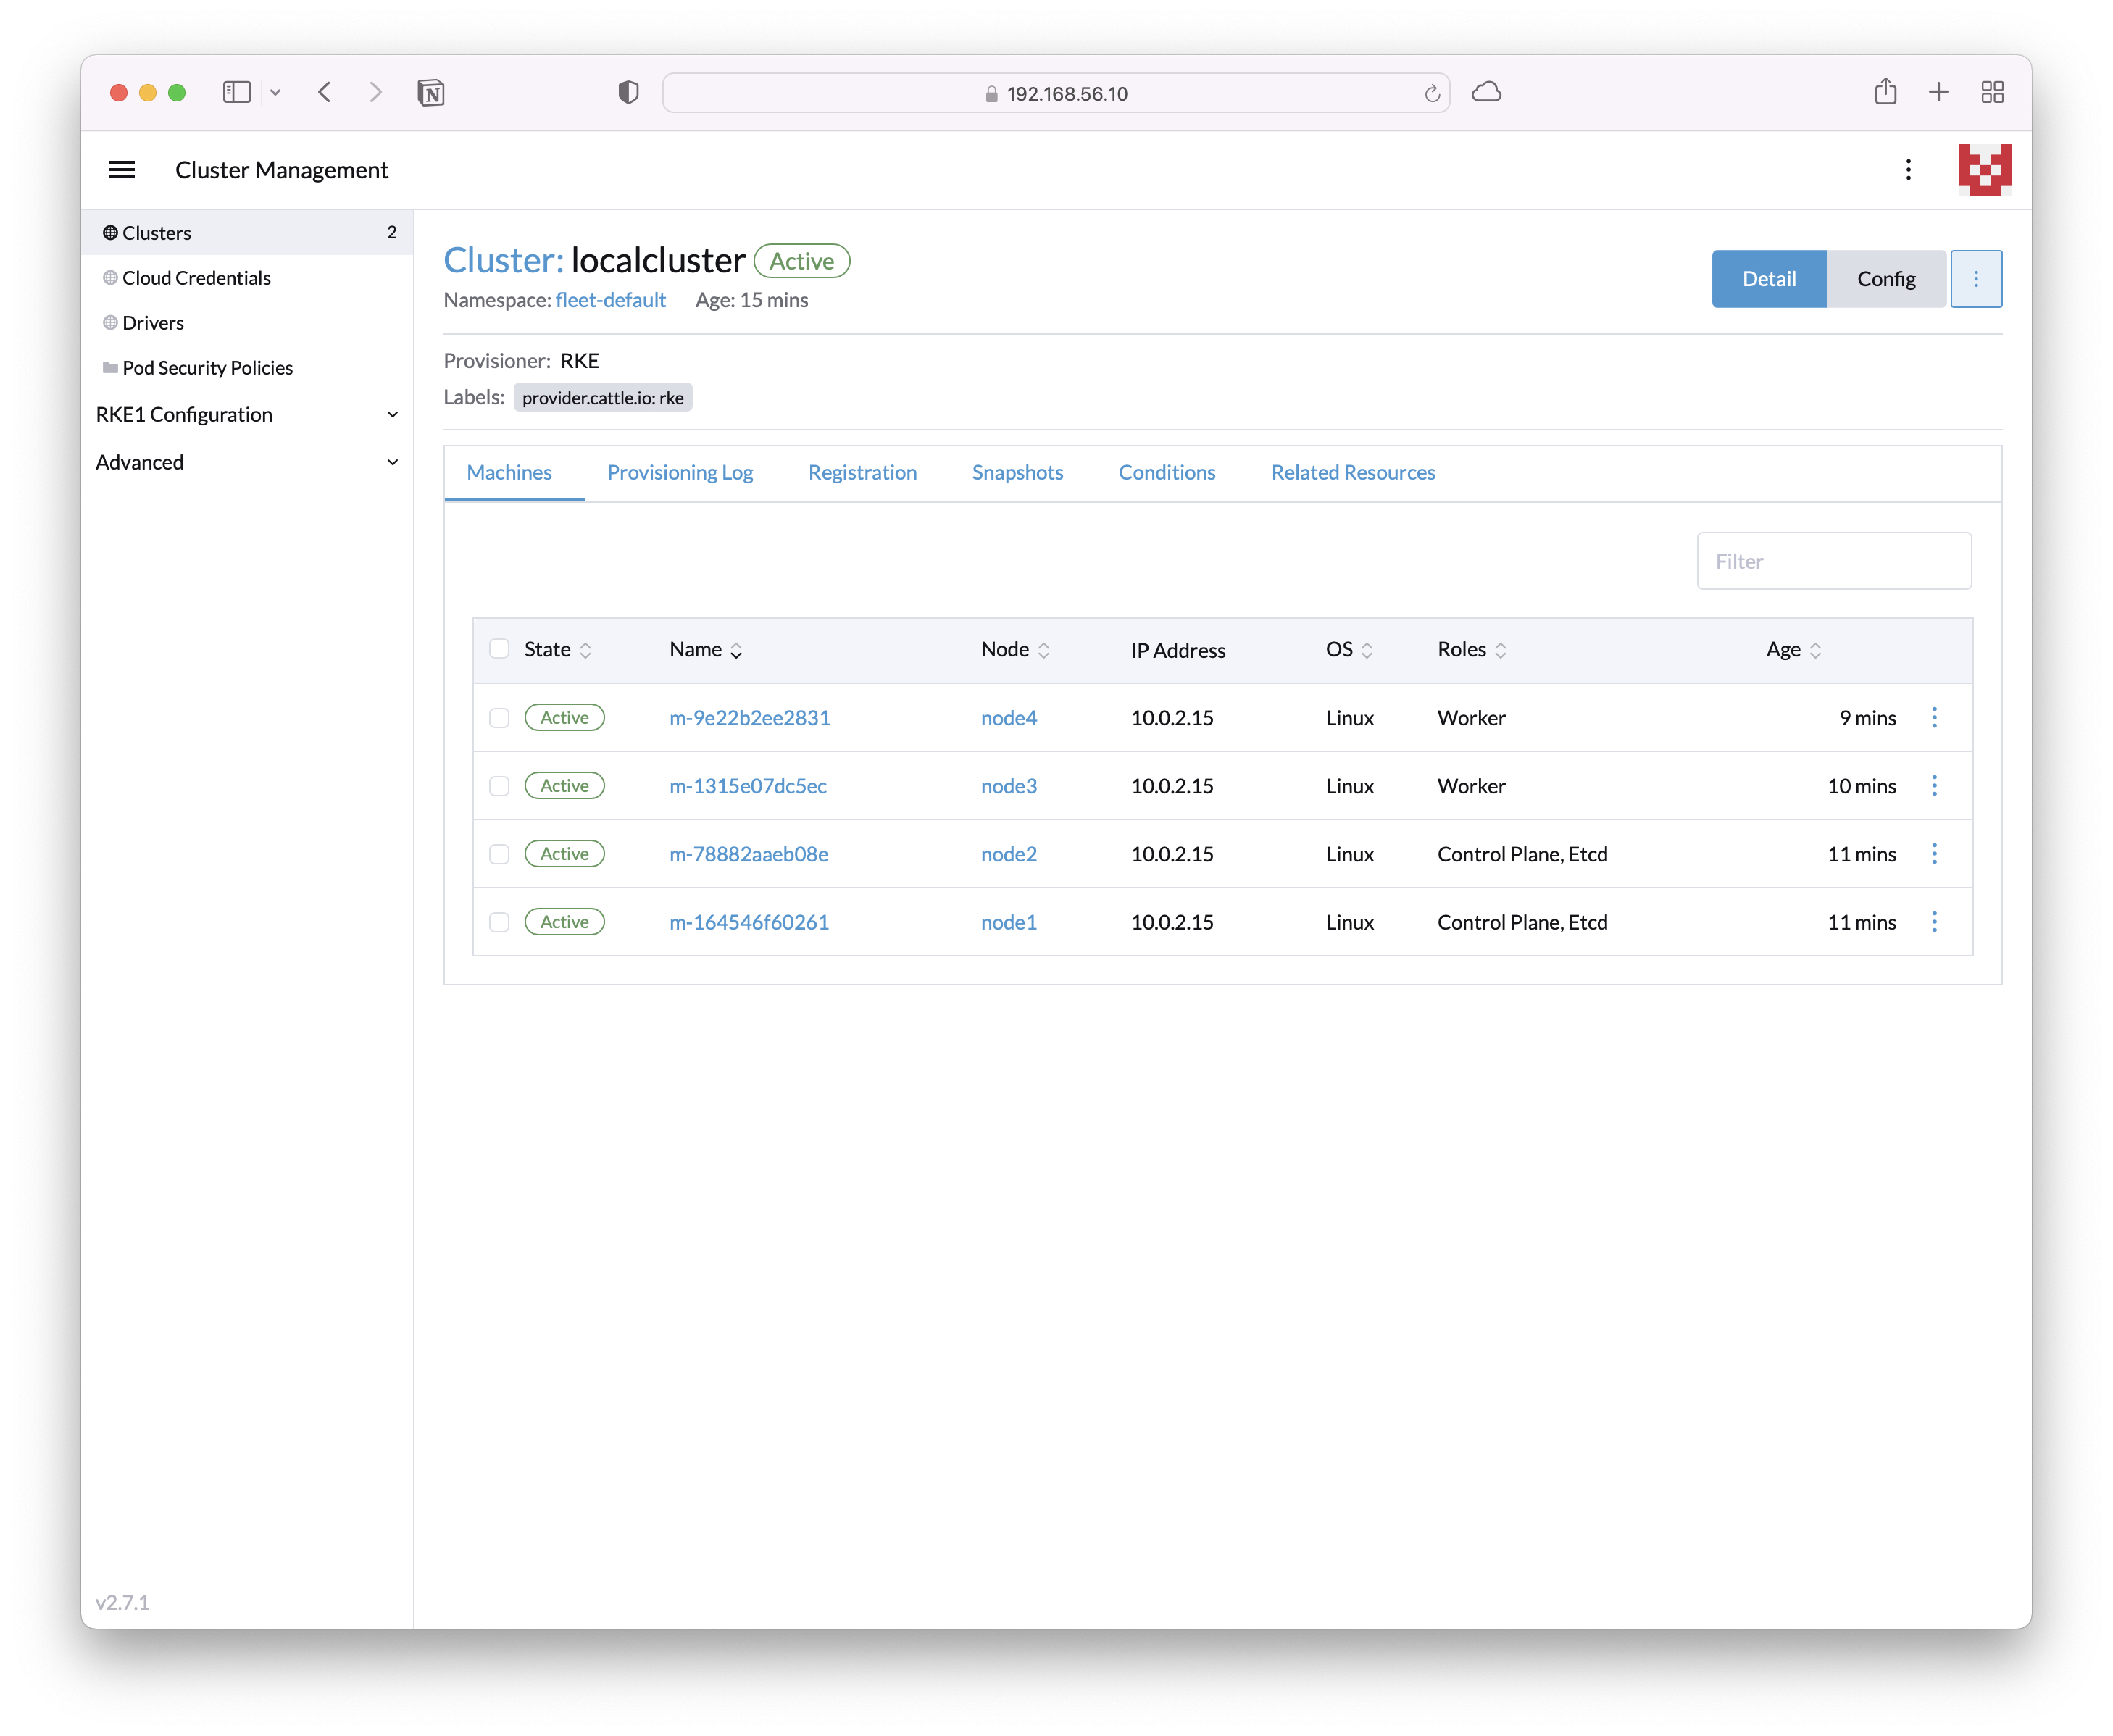 192.168.56.10
Cluster Management
Clusters 2
Cloud Credentials
Drivers
Pod Security Policies
RKE1 Configuration
Advanced
Cluster: localcluster Active
Namespace: fleet-default Age: 15 mins
Detail Config
Provisioner: RKE
Labels: provider.cattle.io: rke
Machines Provisioning Log Registration Snapshots Conditions Related Resources
Filter
State Name Node IP Address OS Roles Age
Active m-9e22b2ee2831 node4 10.0.2.15 Linux Worker 9 mins
Active m-1315e07dc5ec node3 10.0.2.15 Linux Worker 10 mins
Active m-78882aaeb08e node2 10.0.2.15 Linux Control Plane, Etcd 11 mins
Active m-164546f60261 node1 10.0.2.15 Linux Control Plane, Etcd 11 mins
v2.7.1